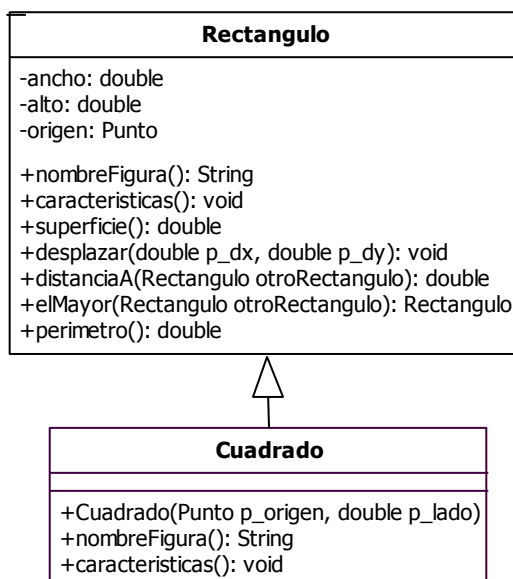 Rectangulo
-ancho: double
-alto: double
-origen: Punto
+nombreFigura(): String
+caracteristicas(): void
+superficie(): double
+desplazar(double p_dx, double p_dy): void
+distanciaA(Rectangulo otroRectangulo): double
+elMayor(Rectangulo otroRectangulo): Rectangulo
+perimetro(): double
Cuadrado
+Cuadrado(Punto p_origen, double p_lado)
+nombreFigura(): String
+caracteristicas(): void